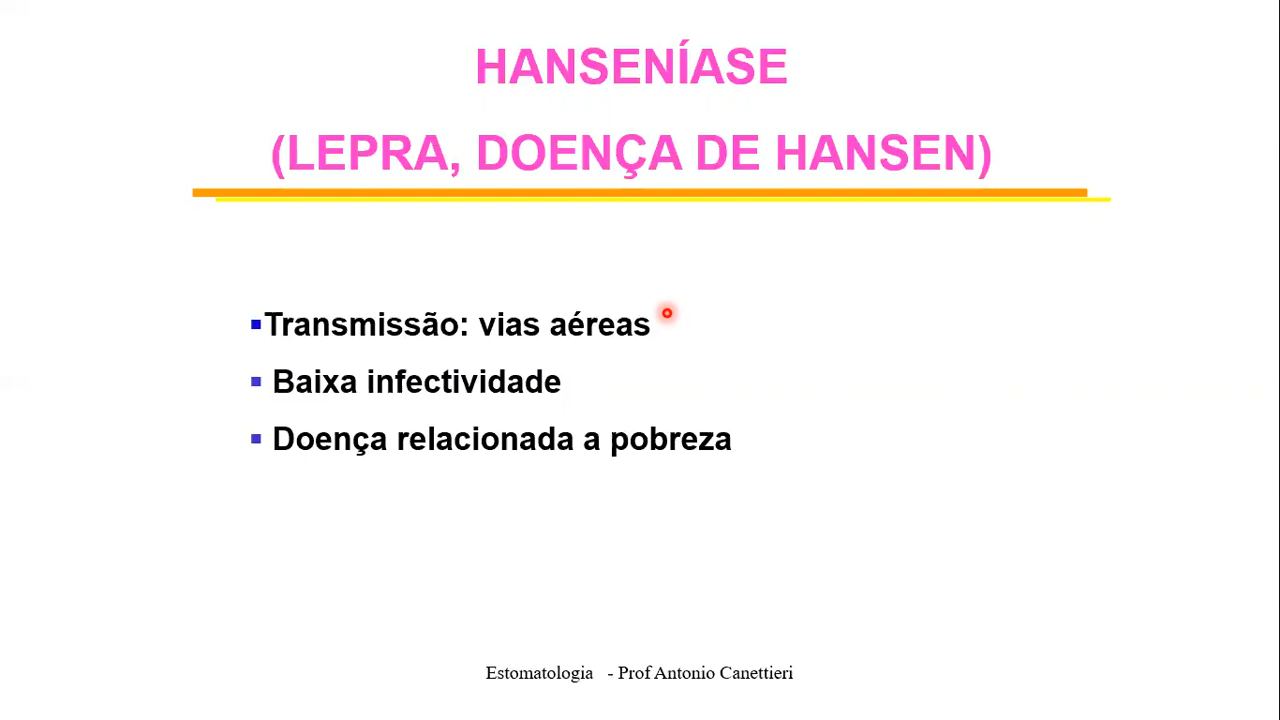 HANSENÍASE
(LEPRA, DOENÇA DE HANSEN)
▪Transmissão: vias aéreas
▪ Baixa infectividade
▪ Doença relacionada a pobreza
Estomatologia - Prof Antonio Canettieri